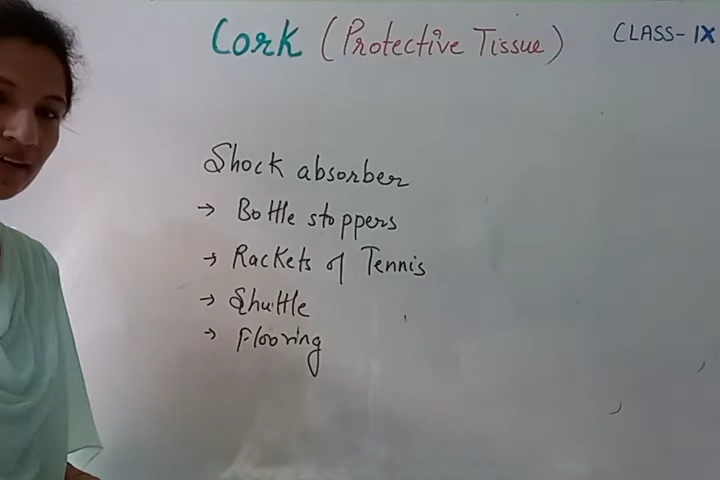 Cork (Protective Tissue) CLASS-IX
Shock absorber
→ Bottle stoppers
→ Rackets of Tennis
→ Shuttle
→ Flooring